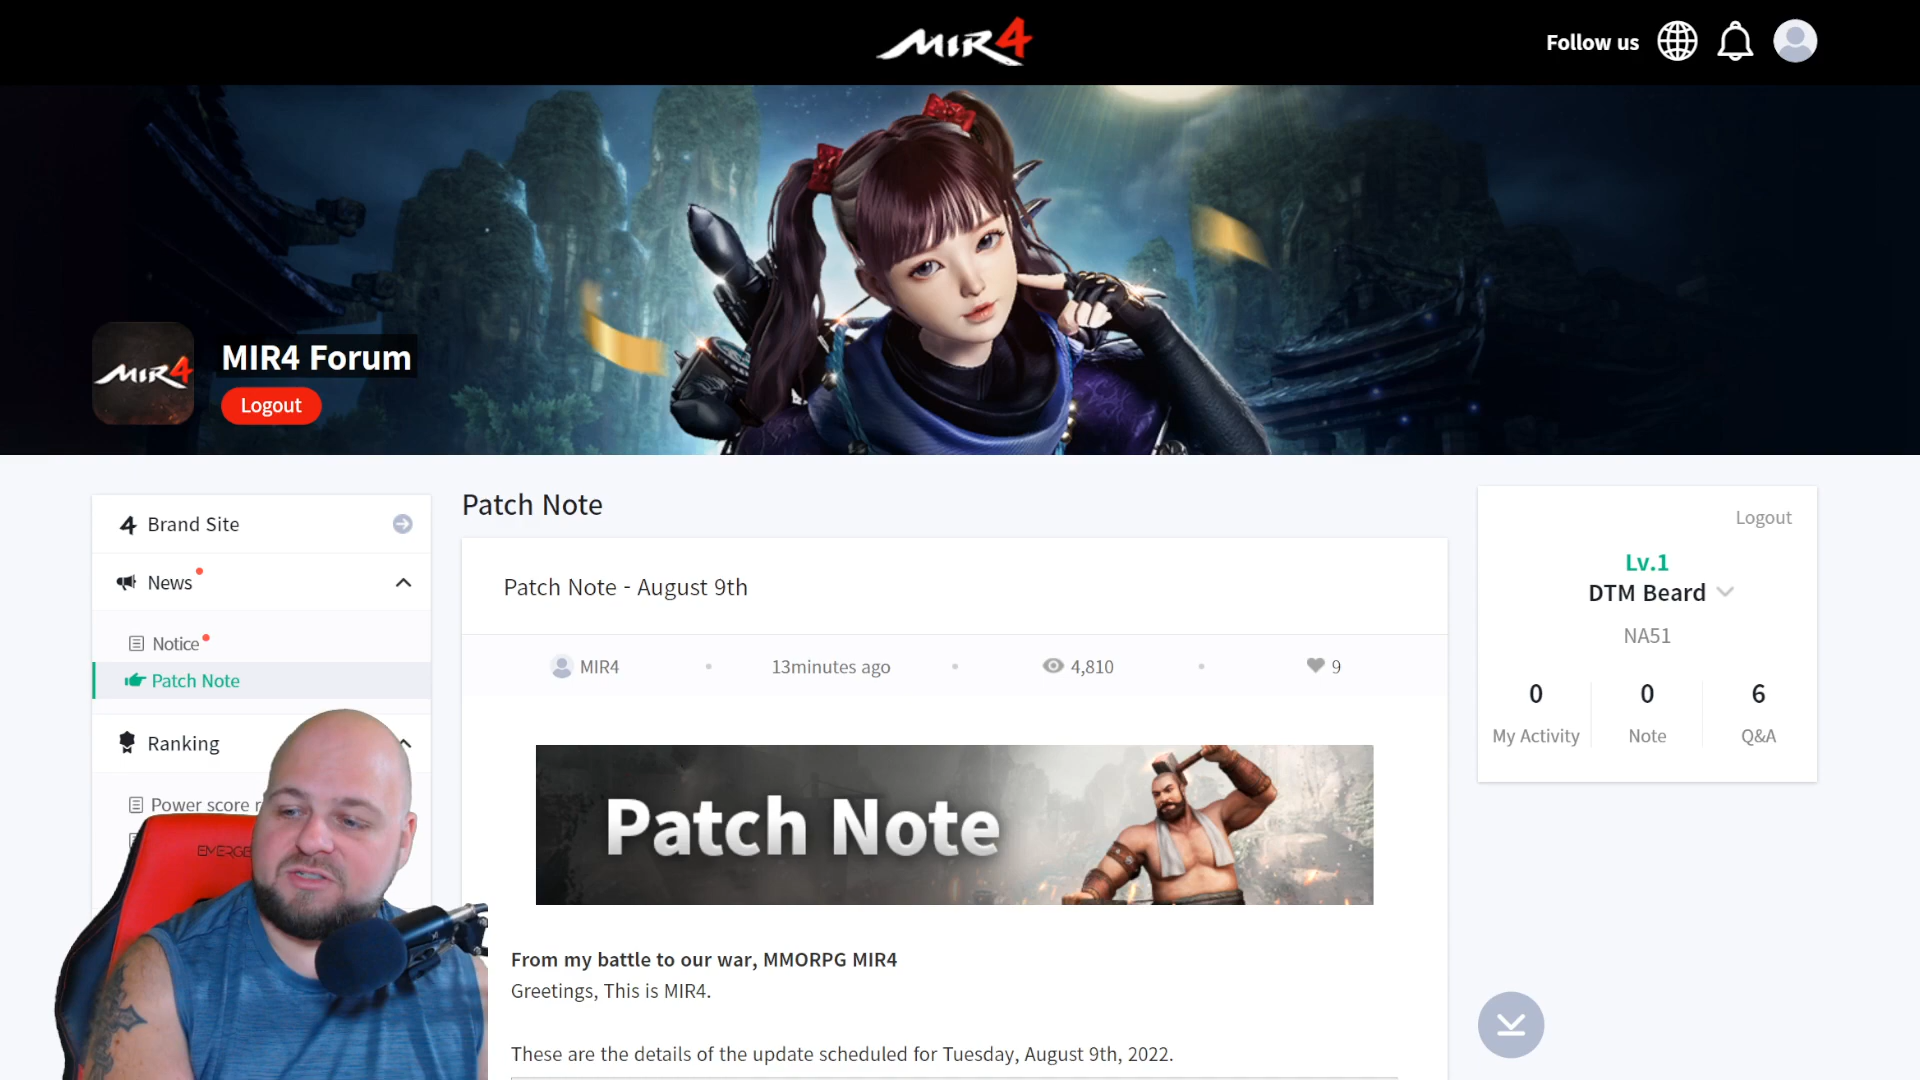 MIR4
Follow us
MIR4
MIR4 Forum
Logout
Brand Site
News
Notice
Patch Note
Ranking
Power score
Patch Note
Patch Note - August 9th
MIR4
13minutes ago
4,810
9
Patch Note
From my battle to our war, MMORPG MIR4
Greetings, This is MIR4.
These are the details of the update scheduled for Tuesday, August 9th, 2022.
Logout
Lv.1
DTM Beard
NA51
0 0 6
My Activity Note Q&A